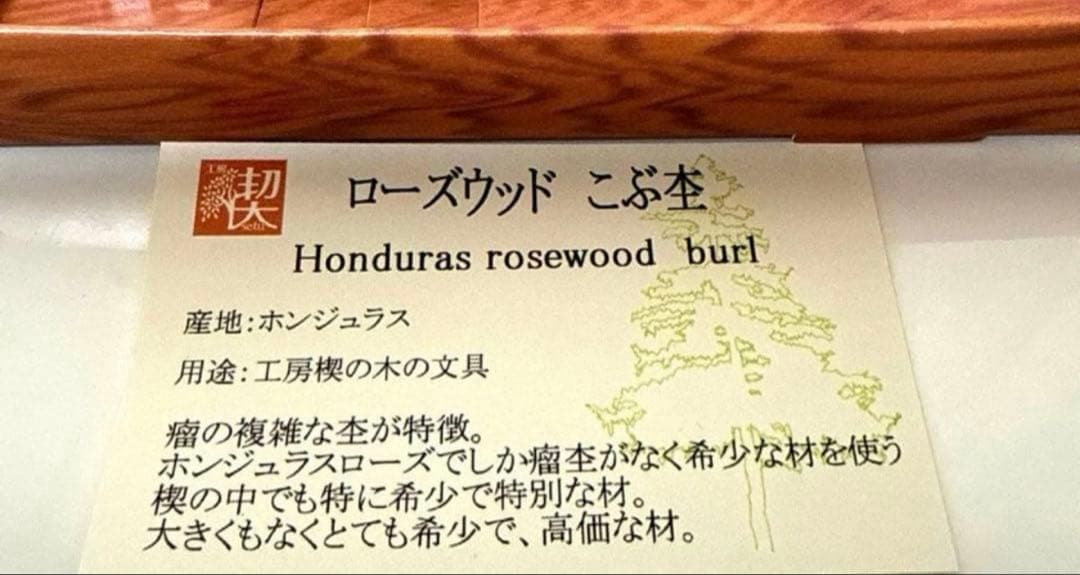 工房
楔
setu
ローズウッド こぶ杢
Honduras rosewood burl
産地:ホンジュラス
用途:工房楔の木の文具
瘤の複雑な杢が特徴。
ホンジュラスローズでしか瘤杢がなく希少な材を使う
楔の中でも特に希少で特別な材。
大きくもなくとても希少で、高価な材。